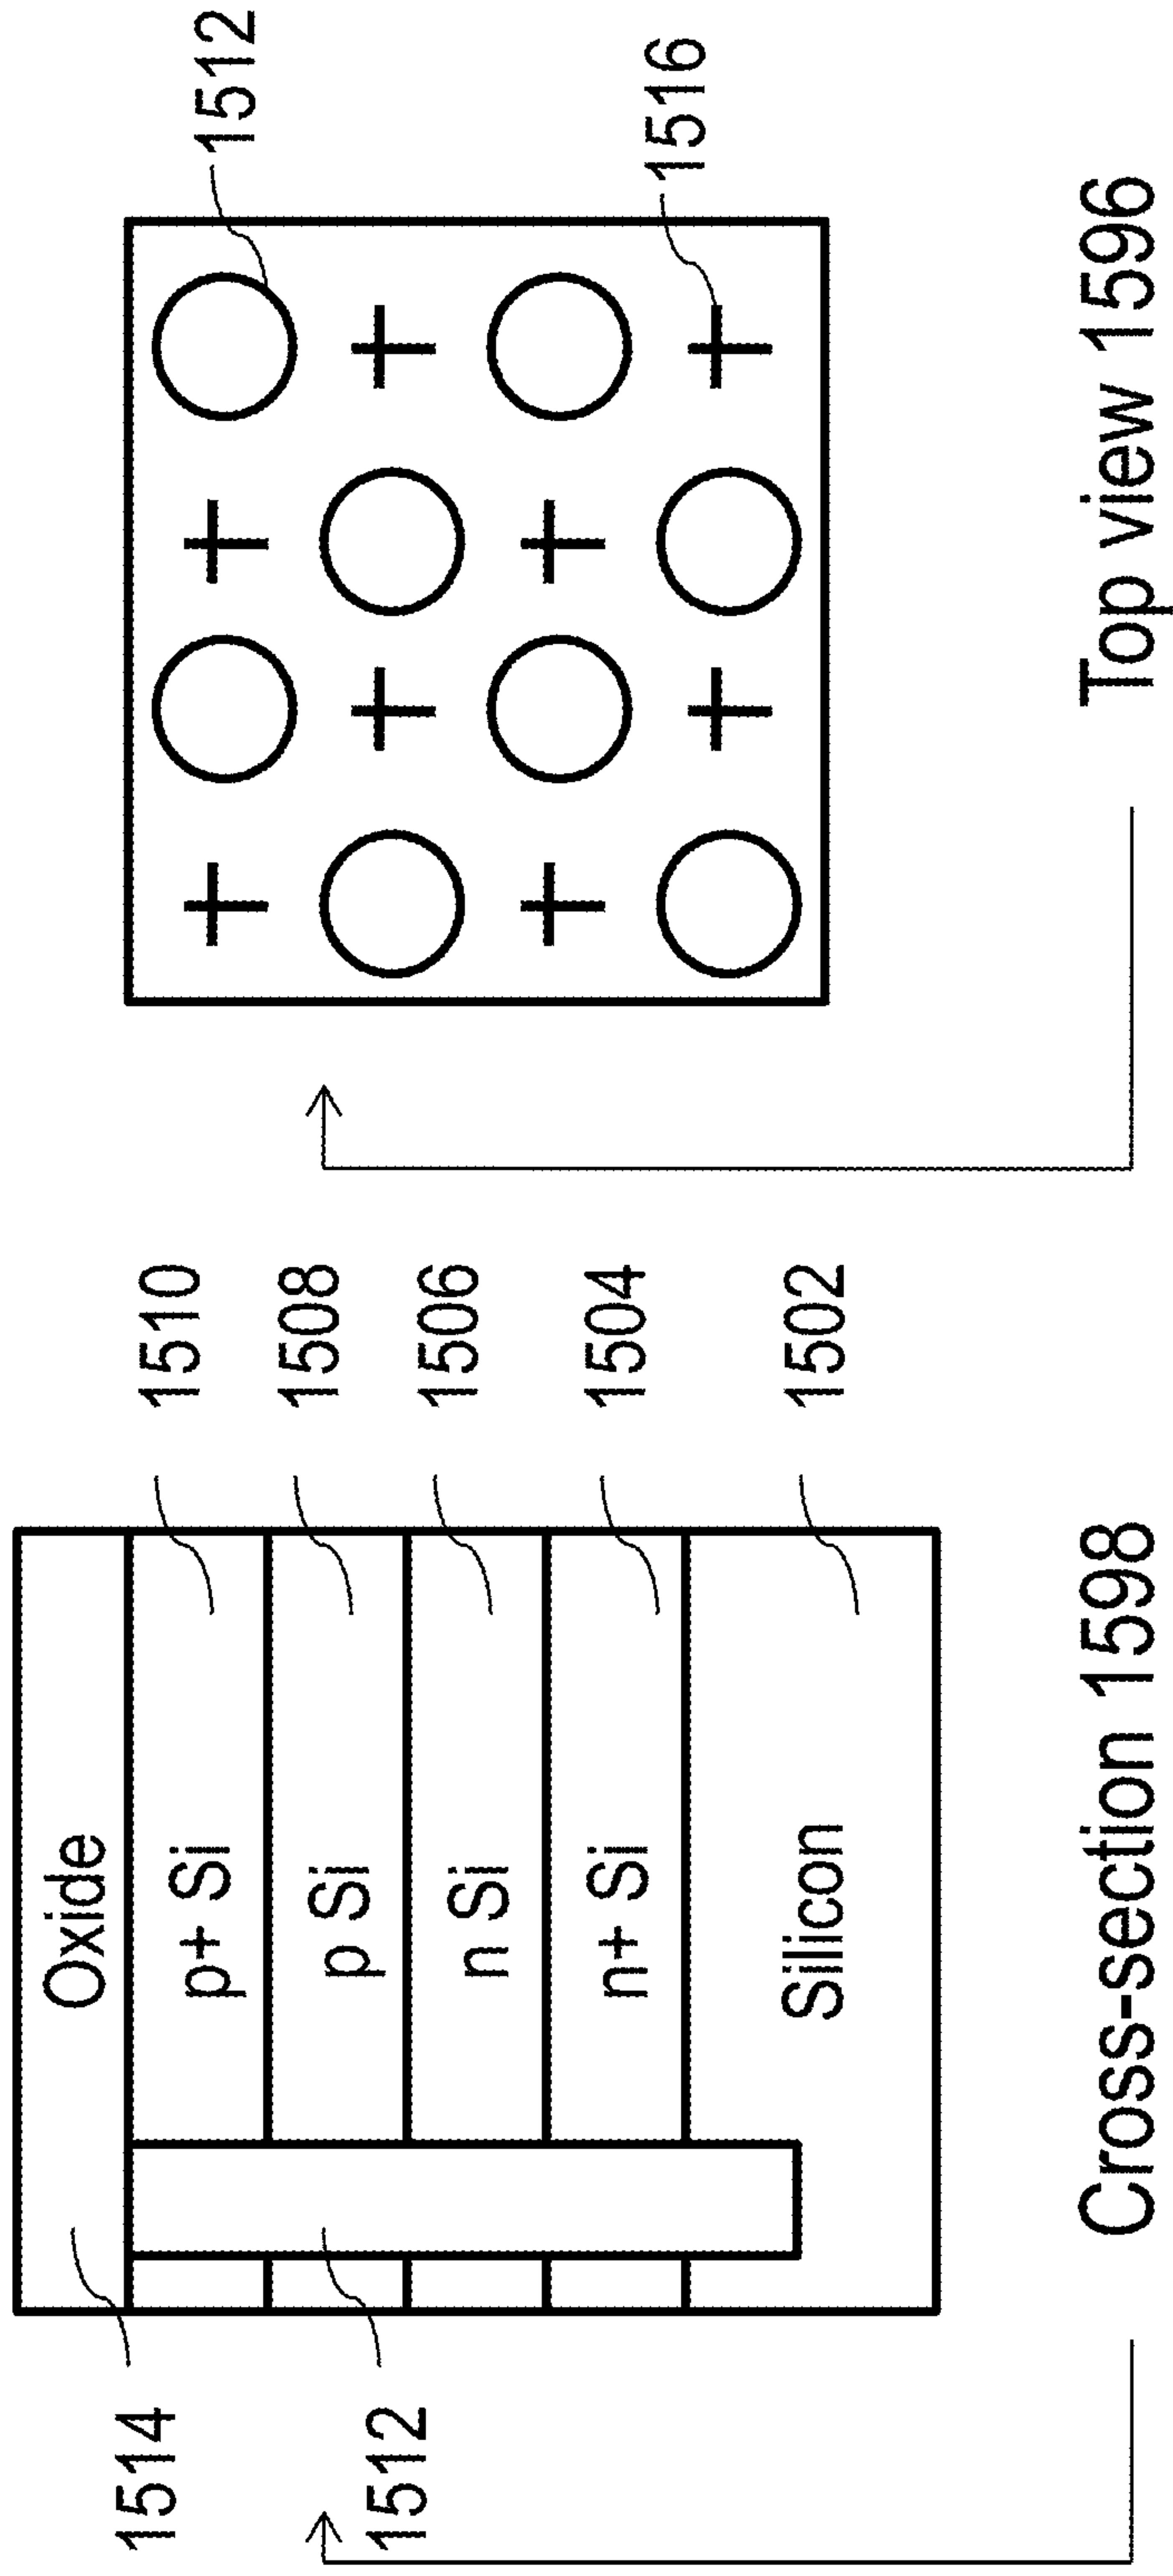 1514
1512
Oxide
p+ Si
p Si
n Si
n+ Si
Silicon
1510
1508
1506
1504
1502
Cross-section 1598
1512
+ + 
+ +
+ +
+ +
1516
Top view 1596